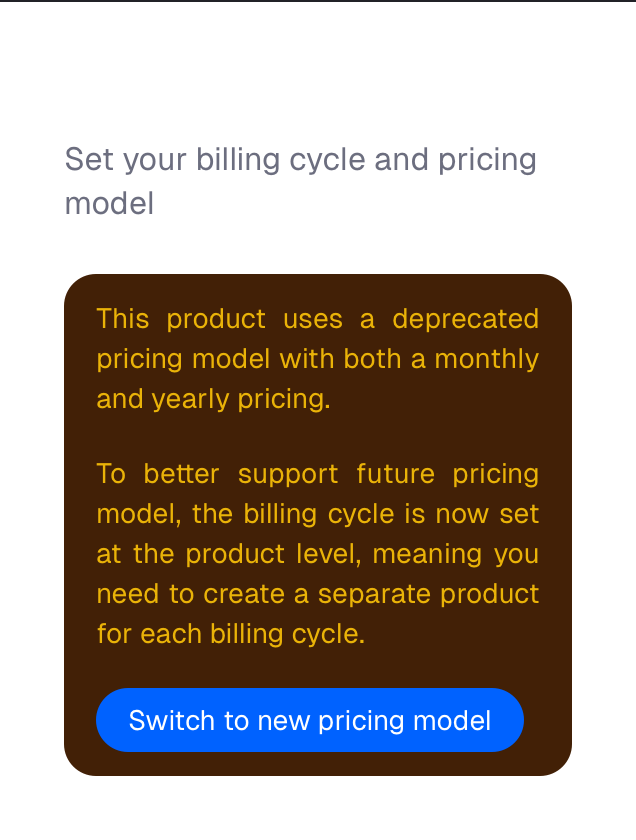 Set your billing cycle and pricing
model
This product uses a deprecated
pricing model with both a monthly
and yearly pricing.
To better support future pricing
model, the billing cycle is now set
at the product level, meaning you
need to create a separate product
for each billing cycle.
Switch to new pricing model